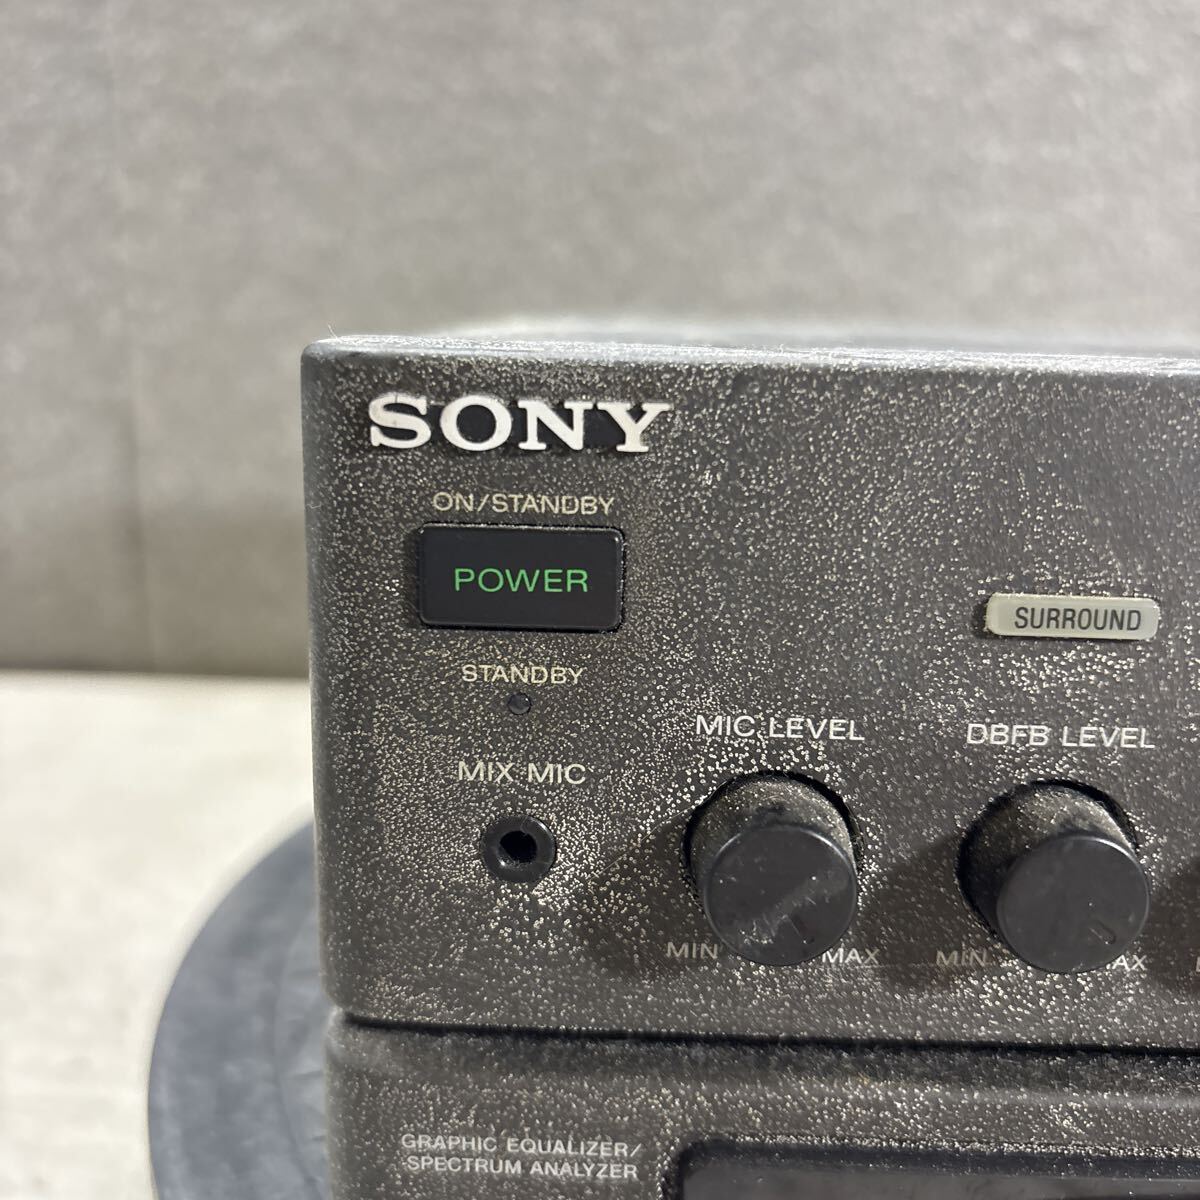 SONY
ON/STANDBY
POWER
STANDBY
SURROUND
MIX MIC
MIC LEVEL
DBFB LEVEL
MIN
MAX
MIN
MAX
GRAPHIC EQUALIZER/
SPECTRUM ANALYZER